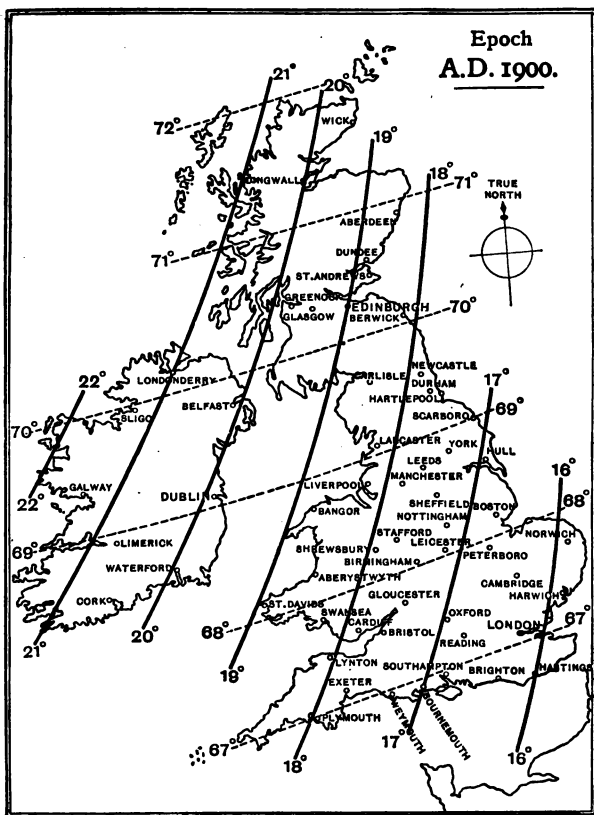 Epoch
A.D. 1900.
21°
20°
72°
WICK
19°
18°
71°
TRUE
NORTH
DINGWALL
ABERDEEN
71°
DUNDEE
ST. ANDREWS
GREENOCK
EDINBURGH
GLASGOW
BERWICK
70°
NEWCASTLE
CARLISLE
DURHAM
LONDONDERRY
HARTLEPOOL
17°
22°
BELFAST
SCARBORO
69°
SLIGO
70°
LANCASTER
YORK
HULL
LEEDS
MANCHESTER
16°
GALWAY
LIVERPOOL
22°
DUBLIN
SHEFFIELD
BOSTON
68°
BANGOR
NOTTINGHAM
STAFFORD
NORWICH
LIMERICK
69°
SHREWSBURY
LEICESTER
PETERBORO
BIRMINGHAM
WATERFORD
ABERYSTWYTH
CAMBRIDGE
HARWICH
GLOUCESTER
CORK
ST. DAVIDS
SWANSEA
OXFORD
LONDON
67°
CARDIFF
20°
68°
BRISTOL
READING
21°
LYNTON
SOUTHAMPTON
BRIGHTON
HASTINGS
19°
EXETER
PLYMOUTH
WEYMOUTH
BOURNEMOUTH
67°
17°
18°
16°